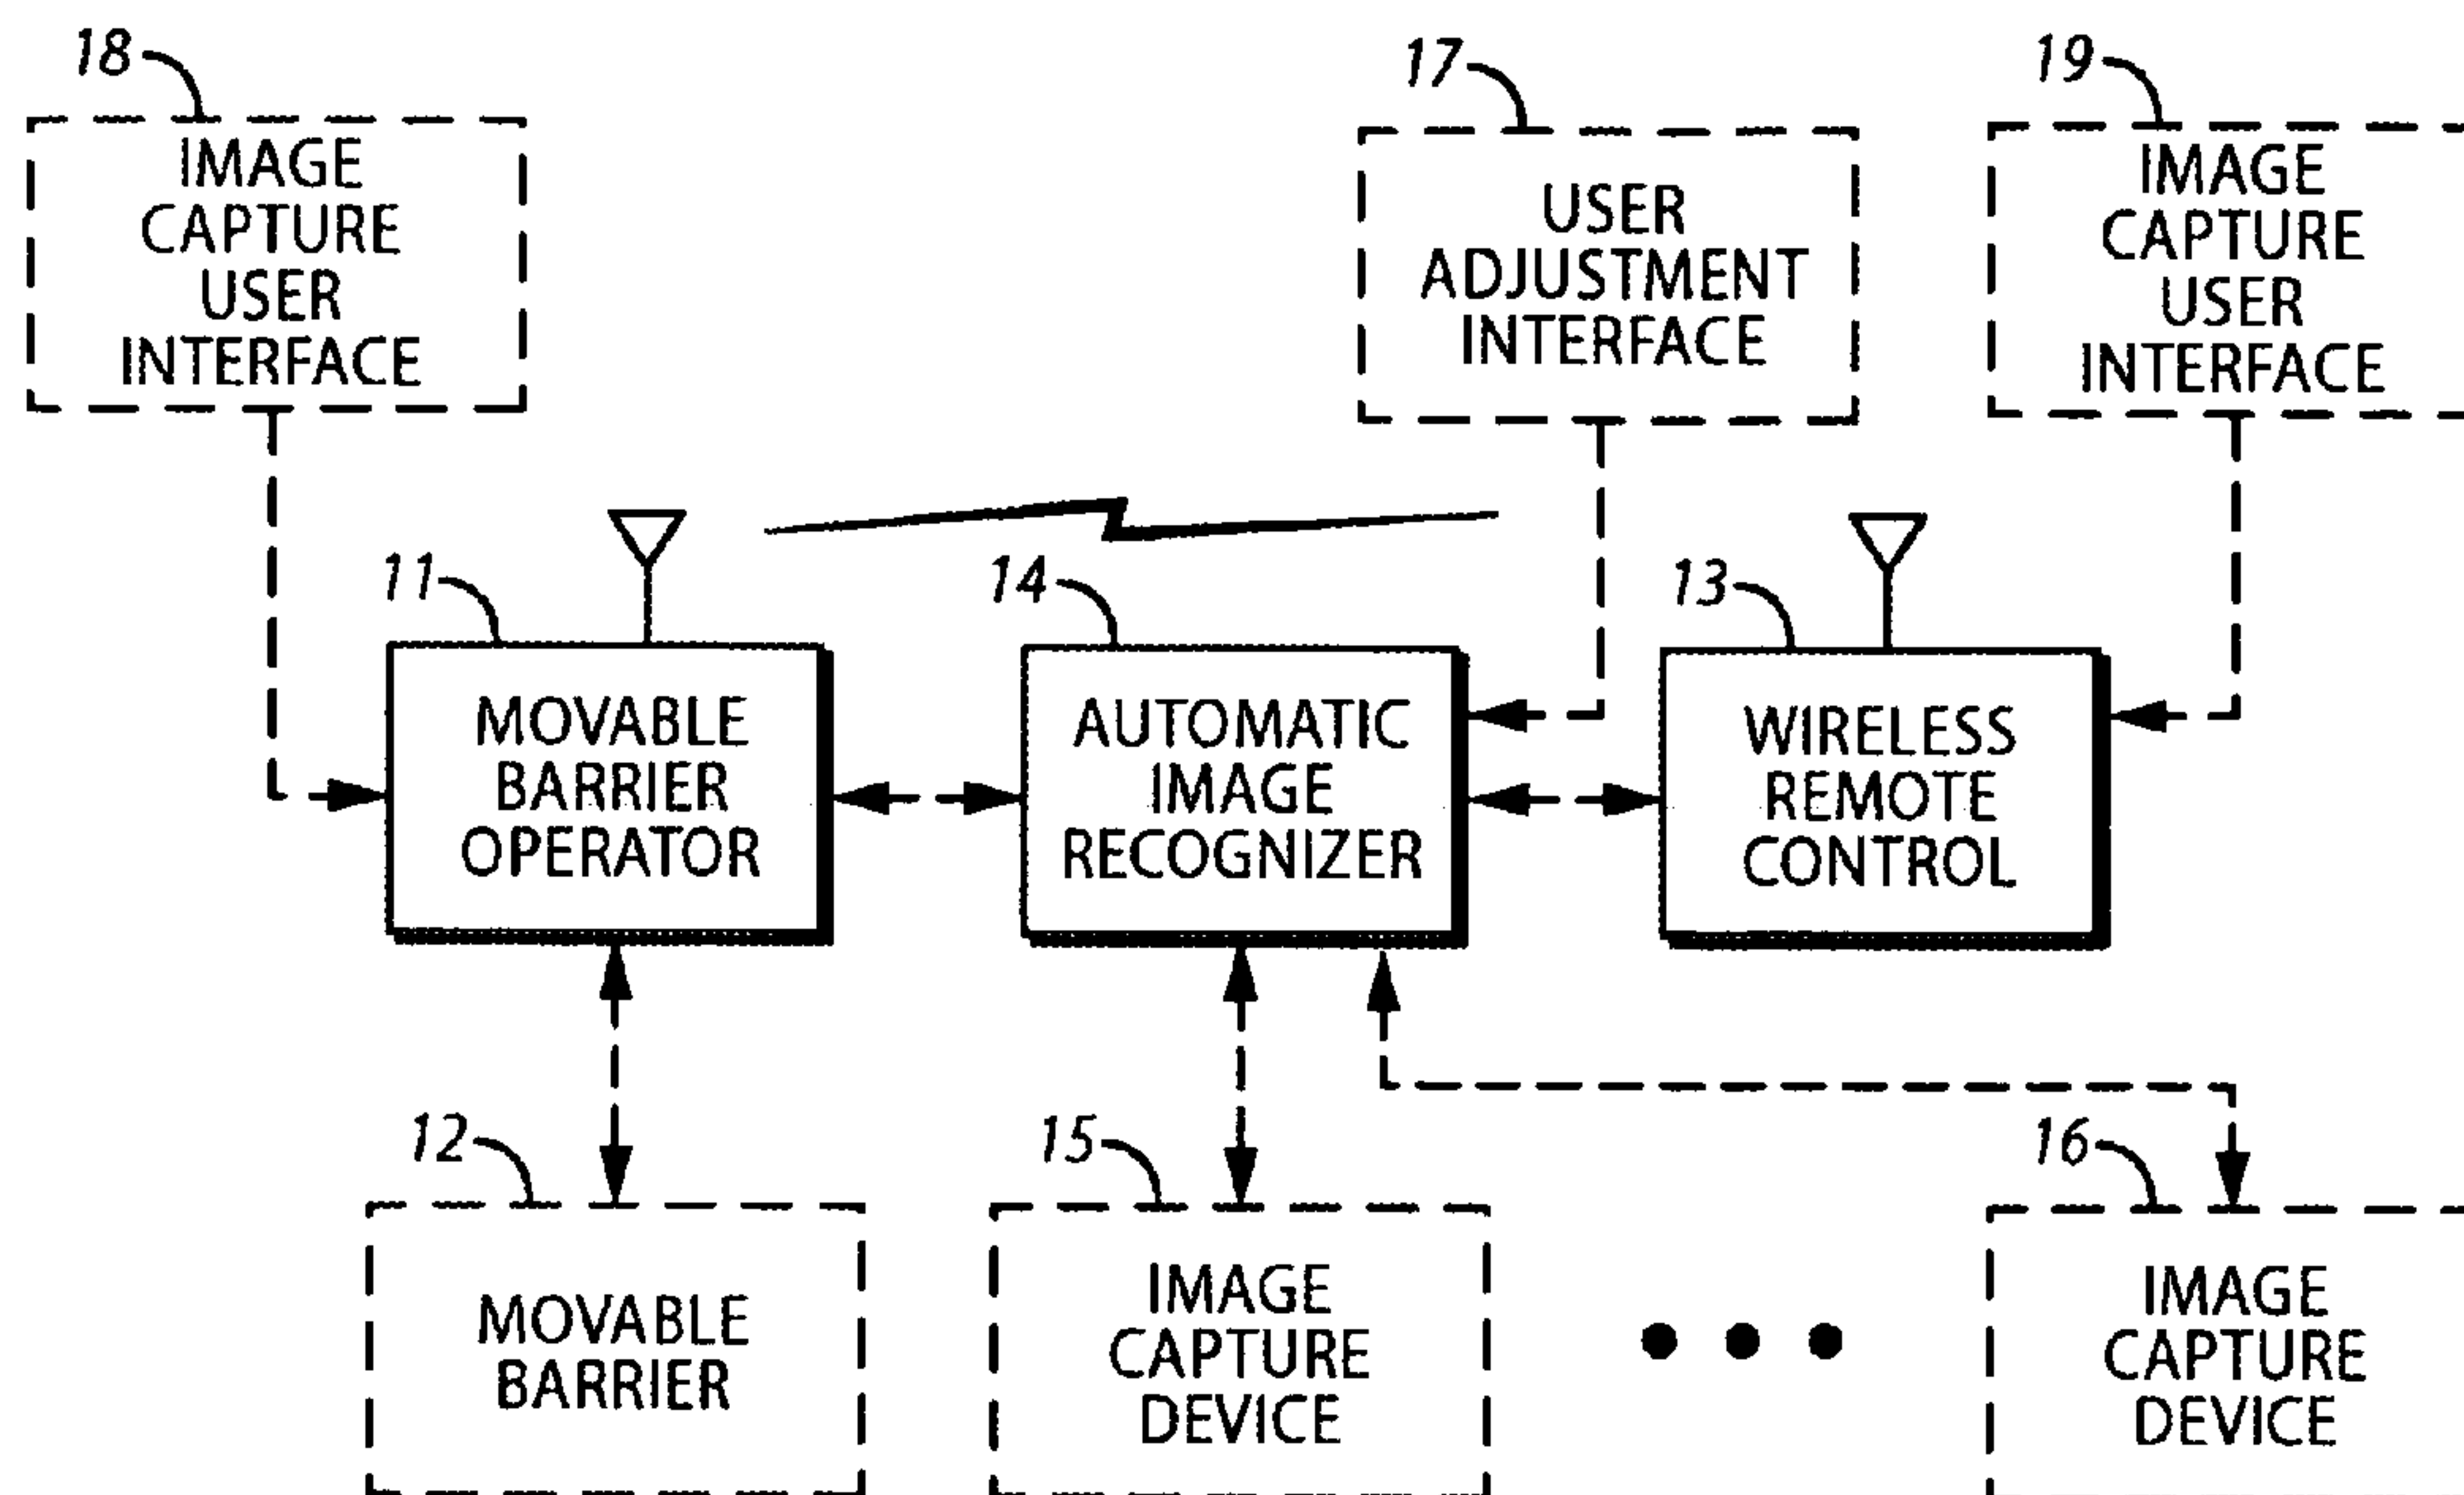 18
IMAGE
CAPTURE
USER
INTERFACE
17
USER
ADJUSTMENT
INTERFACE
19
IMAGE
CAPTURE
USER
INTERFACE
11
MOVABLE
BARRIER
OPERATOR
14
AUTOMATIC
IMAGE
RECOGNIZER
13
WIRELESS
REMOTE
CONTROL
12
MOVABLE
BARRIER
15
IMAGE
CAPTURE
DEVICE
16
IMAGE
CAPTURE
DEVICE